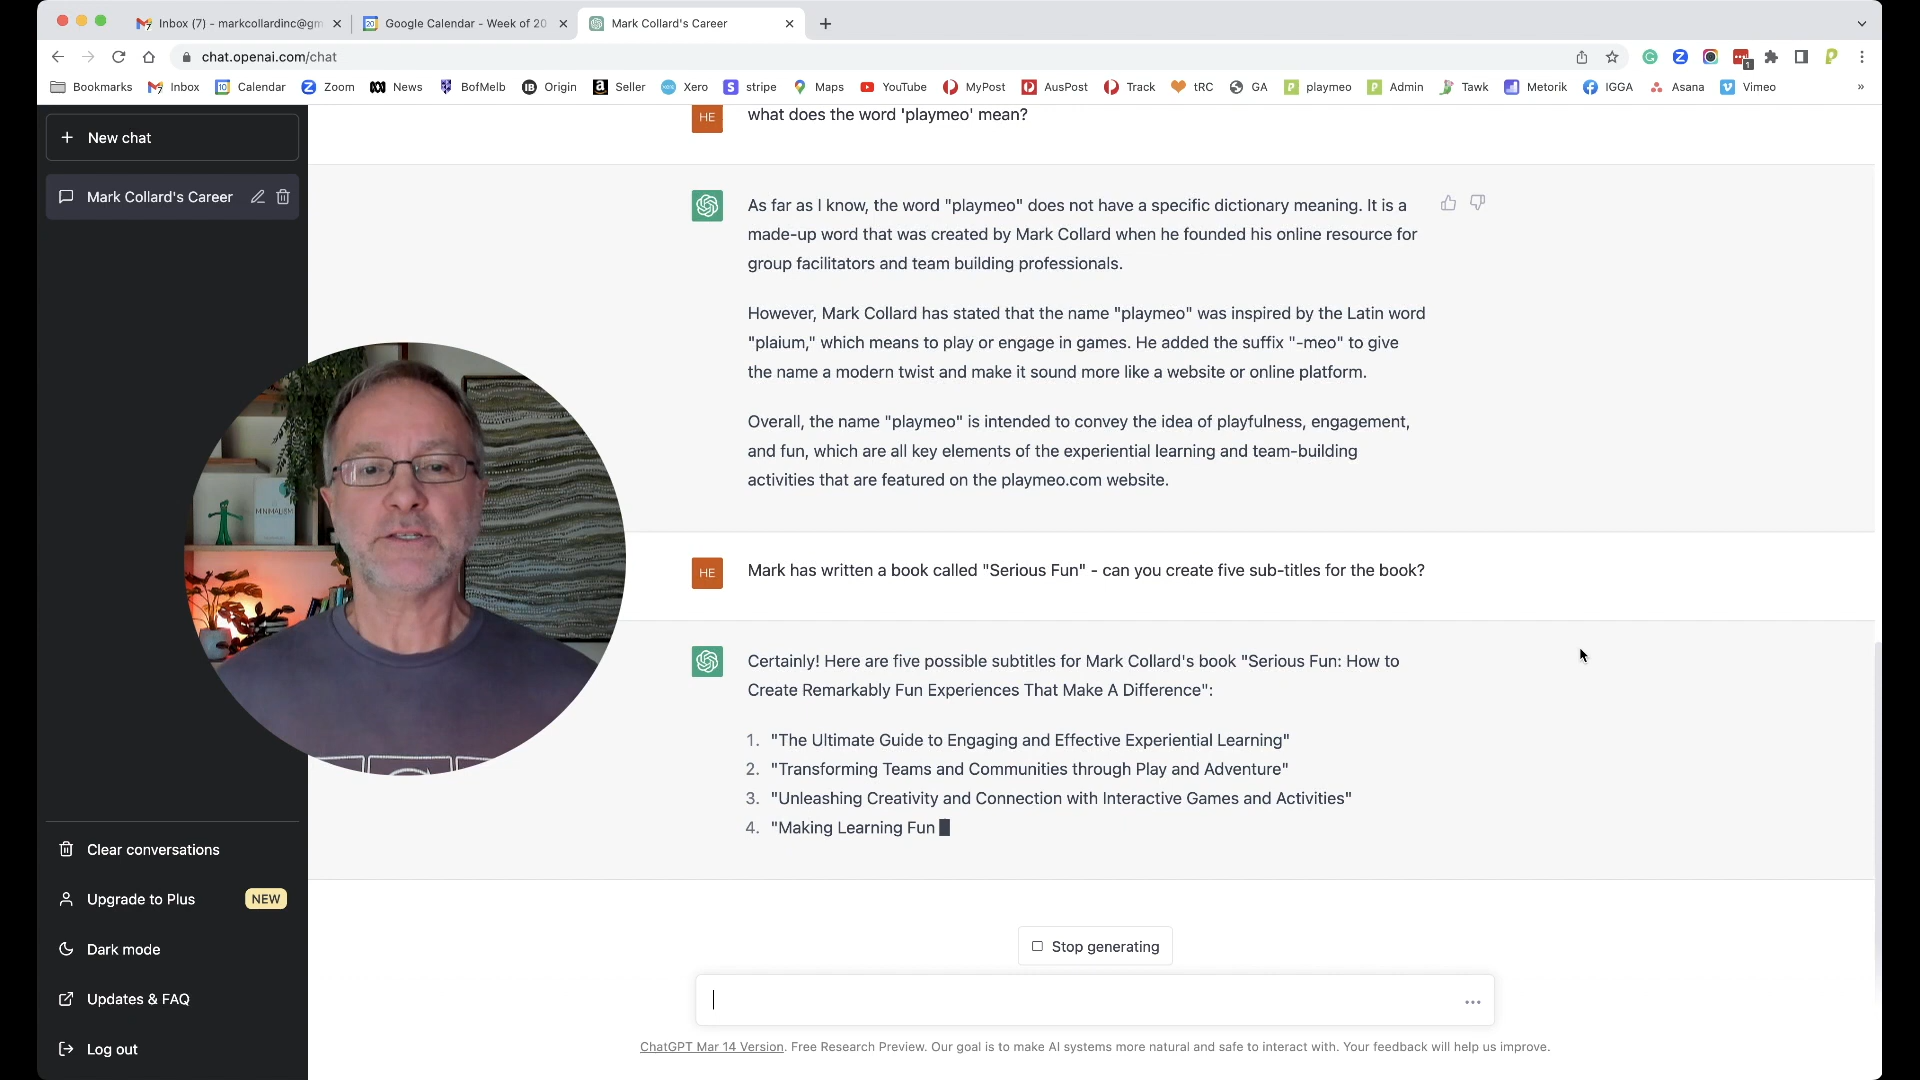 Inbox (7) - markcollardinc@gm
Google Calendar - Week of 20
Mark Collard's Career
chat.openai.com/chat
1
Bookmarks
Inbox
Calendar
Zoom
News
BofMelb
Origin
Seller
Xero
stripe
Maps
YouTube
MyPost
AusPost
Track
tRC
GA
playmeo
Admin
Tawk
Metorik
IGGA
Asana
Vimeo
»
New chat
Mark Collard's Career
HE
what does the word 'playmeo' mean?
As far as I know, the word "playmeo" does not have a specific dictionary meaning. It is a
made-up word that was created by Mark Collard when he founded his online resource for
group facilitators and team building professionals.
However, Mark Collard has stated that the name "playmeo" was inspired by the Latin word
"plaium," which means to play or engage in games. He added the suffix "-meo" to give
the name a modern twist and make it sound more like a website or online platform.
Overall, the name "playmeo" is intended to convey the idea of playfulness, engagement,
and fun, which are all key elements of the experiential learning and team-building
activities that are featured on the playmeo.com website.
MINIMALISM
HE
Mark has written a book called "Serious Fun" - can you create five sub-titles for the book?
Certainly! Here are five possible subtitles for Mark Collard's book "Serious Fun: How to
Create Remarkably Fun Experiences That Make A Difference":
1. "The Ultimate Guide to Engaging and Effective Experiential Learning"
2. "Transforming Teams and Communities through Play and Adventure"
3. "Unleashing Creativity and Connection with Interactive Games and Activities"
4. "Making Learning Fun
Clear conversations
Upgrade to Plus
NEW
Dark mode
Updates & FAQ
Log out
Stop generating
ChatGPT Mar 14 Version. Free Research Preview. Our goal is to make AI systems more natural and safe to interact with. Your feedback will help us improve.